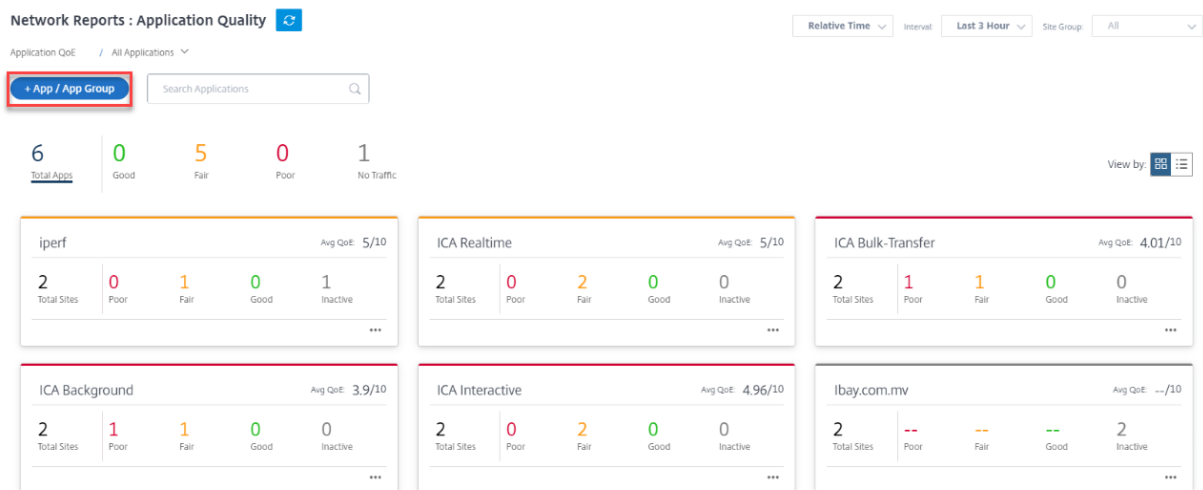 Network Reports : Application Quality
Relative Time Interval: Last 3 Hour Site Group: All
Application QoE / All Applications
+ App / App Group Search Applications
6 0 5 0 1
Total Apps Good Fair Poor No Traffic
View by:
iperf Avg QoE: 5/10
2 0 1 0 1
Total Sites Poor Fair Good Inactive
•••
ICA Realtime Avg QoE: 5/10
2 0 2 0 0
Total Sites Poor Fair Good Inactive
•••
ICA Bulk-Transfer Avg QoE: 4.01/10
2 1 1 0 0
Total Sites Poor Fair Good Inactive
•••
ICA Background Avg QoE: 3.9/10
2 1 1 0 0
Total Sites Poor Fair Good Inactive
•••
ICA Interactive Avg QoE: 4.96/10
2 0 2 0 0
Total Sites Poor Fair Good Inactive
•••
Ibay.com.mv Avg QoE: --/10
2 -- -- -- 2
Total Sites Poor Fair Good Inactive
•••